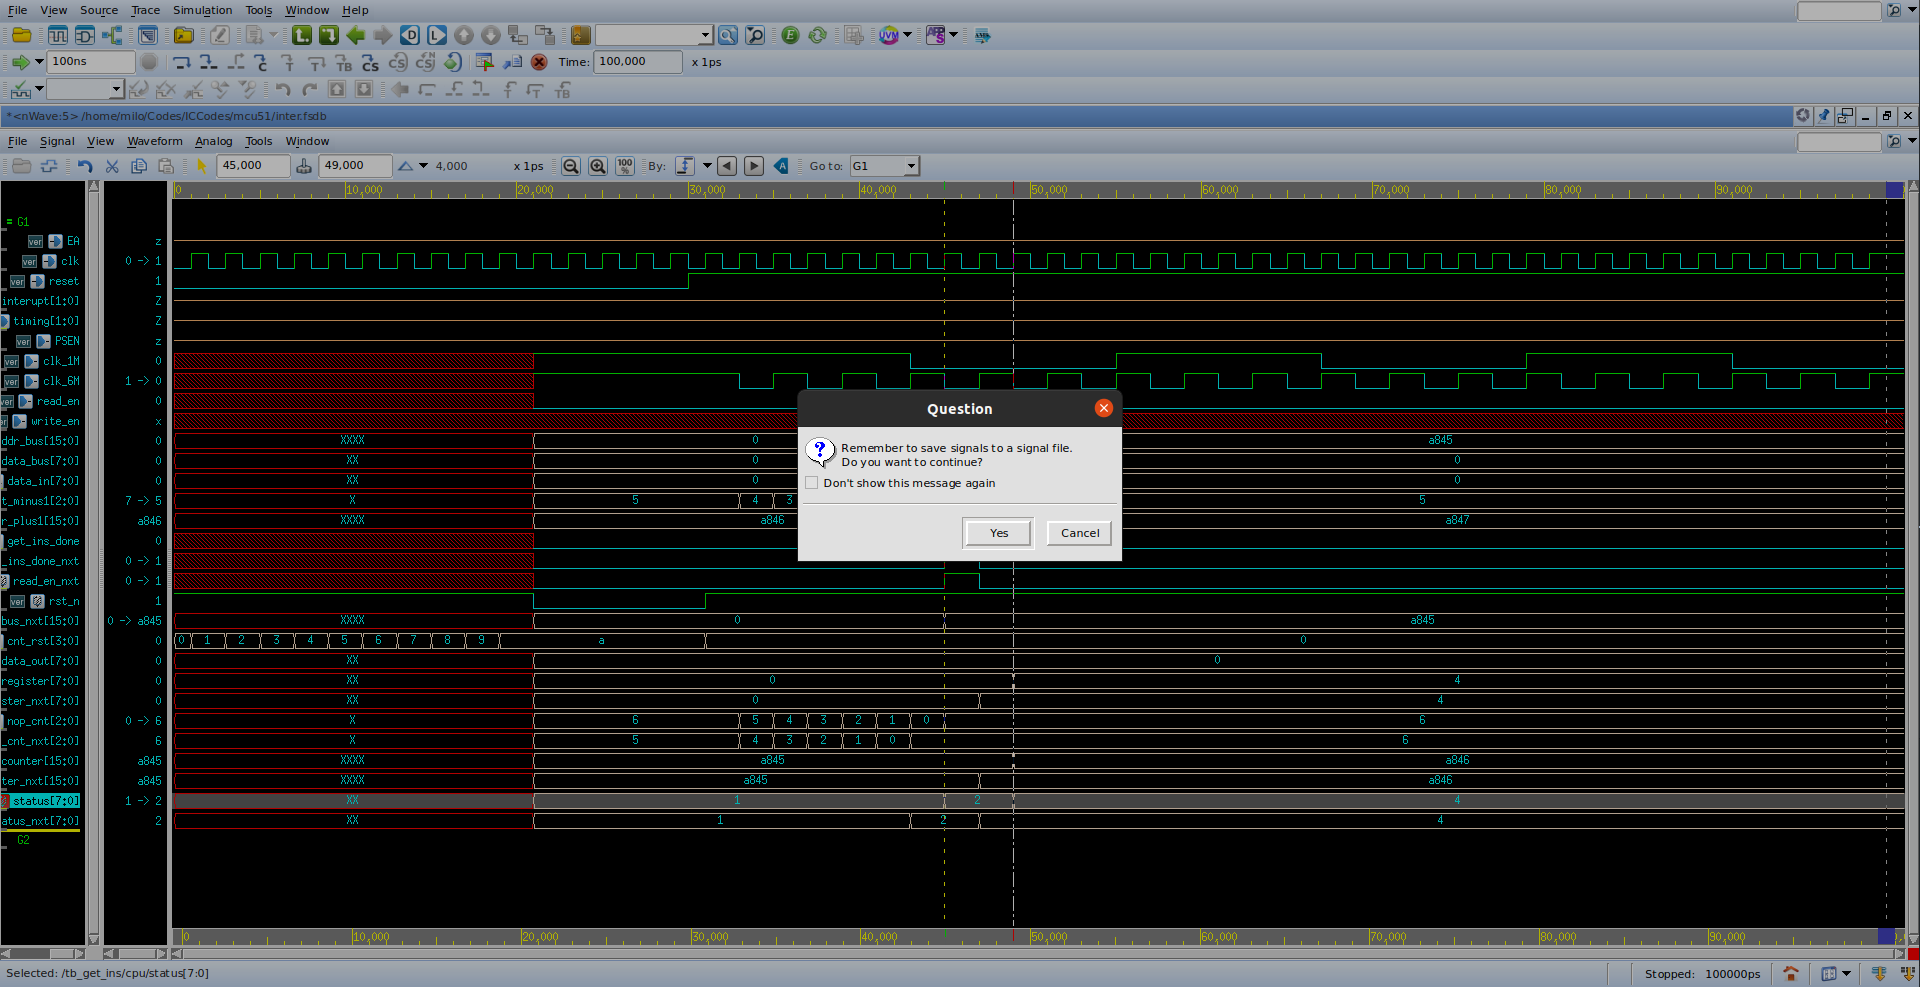 File View Source Trace Simulation Tools Window Help
100ns Time: 100,000 x 1ps
*<nWave:5> /home/milo/Codes/ICCodes/mcu51/inter.fsdb
File Signal View Waveform Analog Tools Window
45,000 49,000 4,000 x 1ps 100% By: Go to: G1
0 10,000 20,000 30,000 40,000 50,000 60,000 70,000 80,000 90,000
= G1
ver EA z
ver clk 0 -> 1
ver reset 1
interupt[1:0] Z
timing[1:0] Z
ver PSEN z
ver clk_1M 0
ver clk_6M 1 -> 0
ver read_en 0
write_en x
ddr_bus[15:0] 0 XXXX 0 a845
data_bus[7:0] 0 XX 0 0
data_in[7:0] 0 XX 0 0
t_minus1[2:0] 7 -> 5 X 5 4 3 5
r_plus1[15:0] a846 XXXX a846 a847
get_ins_done 0
_ins_done_nxt 0 -> 1
read_en_nxt 0 -> 1
ver rst_n 1
bus_nxt[15:0] 0 -> a845 XXXX 0 a845
cnt_rst[3:0] 0 0 1 2 3 4 5 6 7 8 9 a 0
data_out[7:0] 0 XX 0
register[7:0] 0 XX 0 4
ster_nxt[7:0] 0 XX 0 4
nop_cnt[2:0] 0 -> 6 X 6 5 4 3 2 1 0 6
_cnt_nxt[2:0] 6 X 5 4 3 2 1 0 6
counter[15:0] a845 XXXX a845 a846
ter_nxt[15:0] a845 XXXX a845 a846
status[7:0] 1 -> 2 XX 1 2 4
atus_nxt[7:0] 2 XX 1 2 4
G2
Question
Remember to save signals to a signal file.
Do you want to continue?
Don't show this message again
Yes Cancel
0 10,000 20,000 30,000 40,000 50,000 60,000 70,000 80,000 90,000
Selected: /tb_get_ins/cpu/status[7:0] Stopped: 100000ps